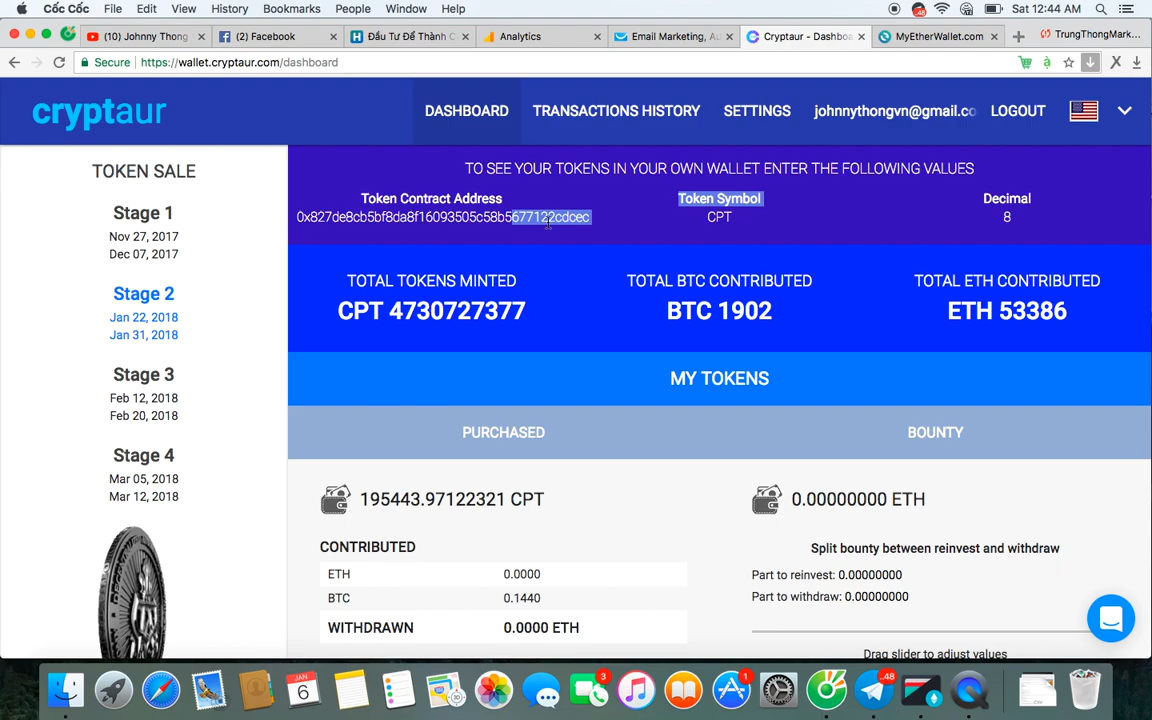 Cốc Cốc File Edit View History Bookmarks People Window Help
48
Sat 12:44 AM
(10) Johnny Thong
(2) Facebook
Đầu Tư Để Thành C
Analytics
Email Marketing, Au
Cryptaur - Dashboa
MyEtherWallet.com
TrungThongMark...
Secure https://wallet.cryptaur.com/dashboard
cryptaur
DASHBOARD
TRANSACTIONS HISTORY
SETTINGS
johnnythongvn@gmail.co
LOGOUT
TOKEN SALE
Stage 1
Nov 27, 2017
Dec 07, 2017
Stage 2
Jan 22, 2018
Jan 31, 2018
Stage 3
Feb 12, 2018
Feb 20, 2018
Stage 4
Mar 05, 2018
Mar 12, 2018
TO SEE YOUR TOKENS IN YOUR OWN WALLET ENTER THE FOLLOWING VALUES
Token Contract Address
0x827de8cb5bf8da8f16093505c58b5677122cdcec
Token Symbol
CPT
Decimal
8
TOTAL TOKENS MINTED
CPT 4730727377
TOTAL BTC CONTRIBUTED
BTC 1902
TOTAL ETH CONTRIBUTED
ETH 53386
MY TOKENS
PURCHASED
BOUNTY
195443.97122321 CPT
CONTRIBUTED
ETH 0.0000
BTC 0.1440
WITHDRAWN 0.0000 ETH
0.00000000 ETH
Split bounty between reinvest and withdraw
Part to reinvest: 0.00000000
Part to withdraw: 0.00000000
Drag slider to adjust values
JAN
6
3
1
48